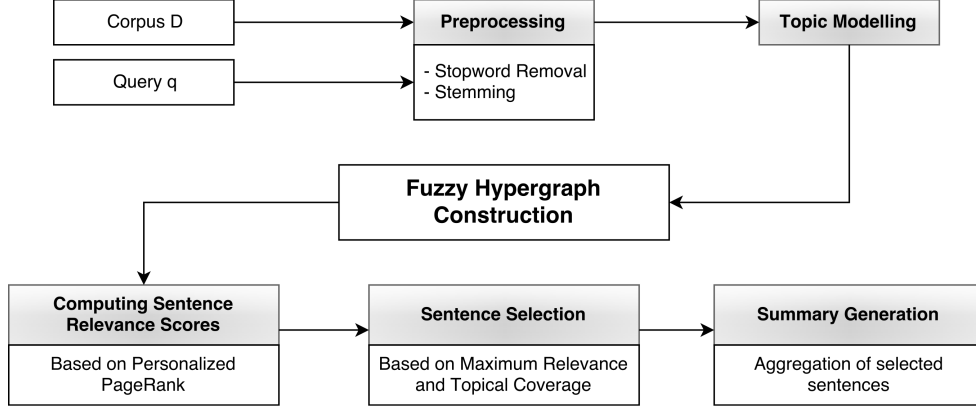 Corpus D
Preprocessing
Topic Modelling
Query q
- Stopword Removal
- Stemming
Fuzzy Hypergraph
Construction
Computing Sentence
Relevance Scores
Based on Personalized
PageRank
Sentence Selection
Based on Maximum Relevance
and Topical Coverage
Summary Generation
Aggregation of selected
sentences